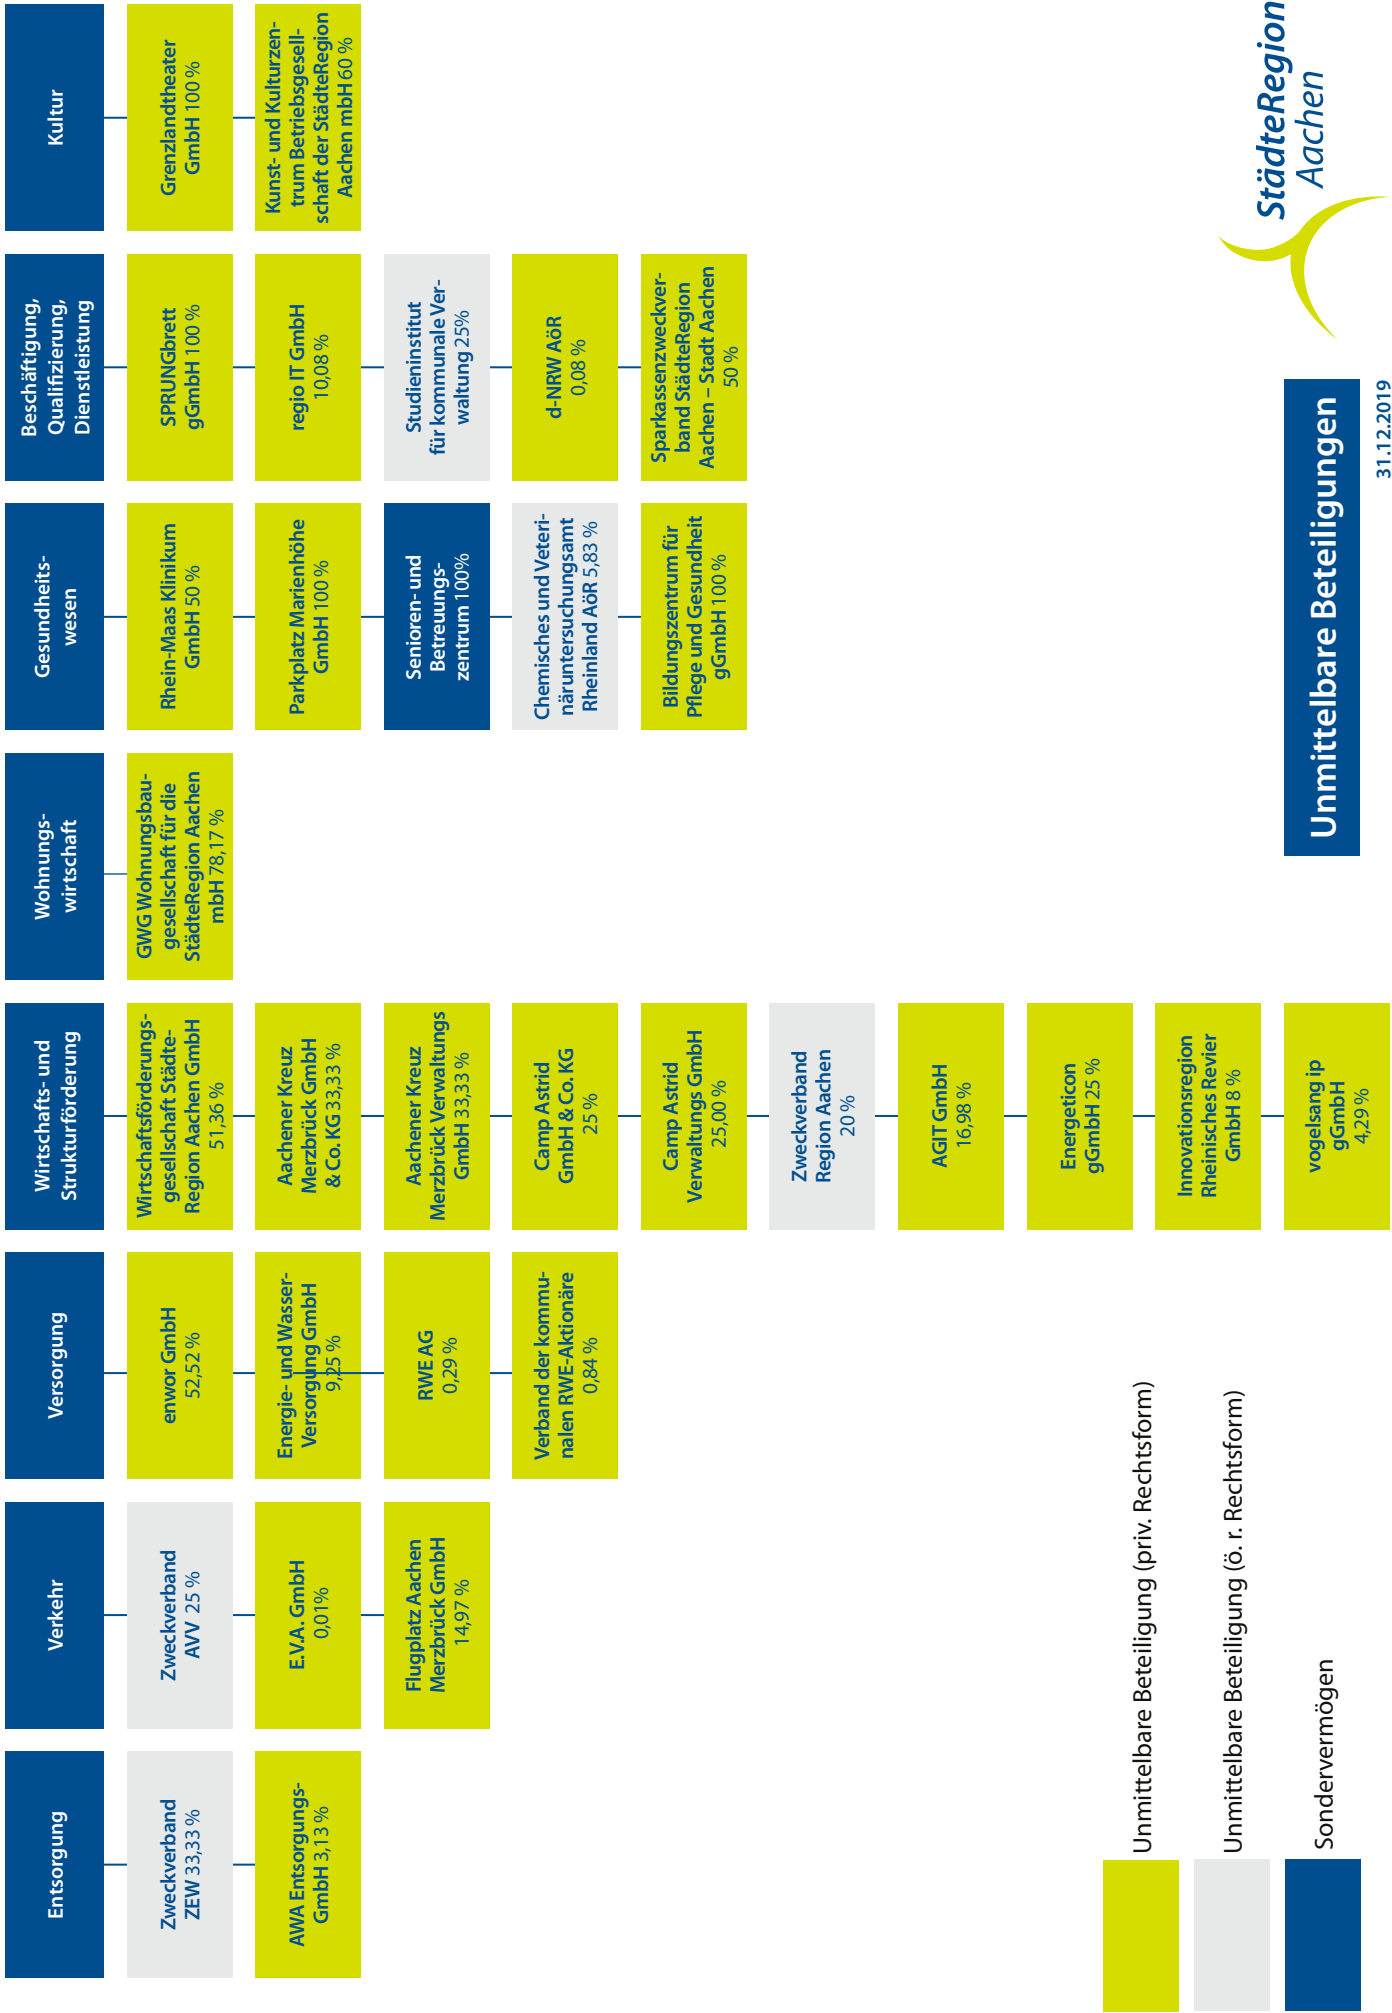 Entsorgung
Zweckverband
ZEW 33,33 %
AWA Entsorgungs-
GmbH 3,13 %
Verkehr
Zweckverband
AVV 25 %
E.V.A. GmbH
0,01%
Flugplatz Aachen
Merzbrück GmbH
14,97 %
Versorgung
enwor GmbH
52,52 %
Energie- und Wasser-
Versorgung GmbH
9,25 %
RWE AG
0,29 %
Verband der kommu-
nalen RWE-Aktionäre
0,84 %
Wirtschafts- und
Strukturförderung
Wirtschaftsförderungs-
gesellschaft Städte-
Region Aachen GmbH
51,36 %
Aachener Kreuz
Merzbrück GmbH
& Co. KG 33,33 %
Aachener Kreuz
Merzbrück Verwaltungs
GmbH 33,33 %
Camp Astrid
GmbH & Co. KG
25 %
Camp Astrid
Verwaltungs GmbH
25,00 %
Zweckverband
Region Aachen
20 %
AGIT GmbH
16,98 %
Energeticon
gGmbH 25 %
Innovationsregion
Rheinisches Revier
GmbH 8 %
vogelsang ip
gGmbH
4,29 %
Wohnungs-
wirtschaft
GWG Wohnungsbau-
gesellschaft für die
StädteRegion Aachen
mbH 78,17 %
Gesundheits-
wesen
Rhein-Maas Klinikum
GmbH 50 %
Parkplatz Marienhöhe
GmbH 100 %
Senioren- und
Betreuungs-
zentrum 100%
Chemisches und Veteri-
näruntersuchungsamt
Rheinland AöR 5,83 %
Bildungszentrum für
Pflege und Gesundheit
gGmbH 100 %
Beschäftigung,
Qualifizierung,
Dienstleistung
SPRUNGbrett
gGmbH 100 %
regio IT GmbH
10,08 %
Studieninstitut
für kommunale Ver-
waltung 25%
d-NRW AöR
0,08 %
Sparkassenzweckver-
band StädteRegion
Aachen – Stadt Aachen
50 %
Kultur
Grenzlandtheater
GmbH 100 %
Kunst- und Kulturzen-
trum Betriebsgesell-
schaft der StädteRegion
Aachen mbH 60 %
Unmittelbare Beteiligung (priv. Rechtsform)
Unmittelbare Beteiligung (ö. r. Rechtsform)
Sondervermögen
Unmittelbare Beteiligungen
31.12.2019
StädteRegion
Aachen